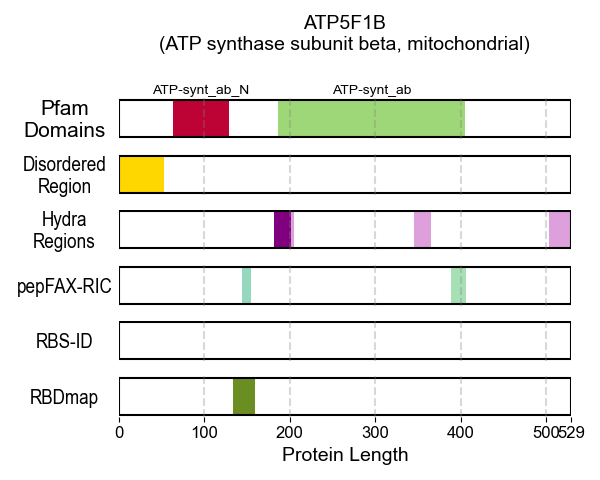 ATP5F1B
(ATP synthase subunit beta, mitochondrial)
ATP-synt_ab_N ATP-synt_ab
Pfam
Domains
Disordered
Region
Hydra
Regions
pepFAX-RIC
RBS-ID
RBDmap
0 100 200 300 400 500 529
Protein Length